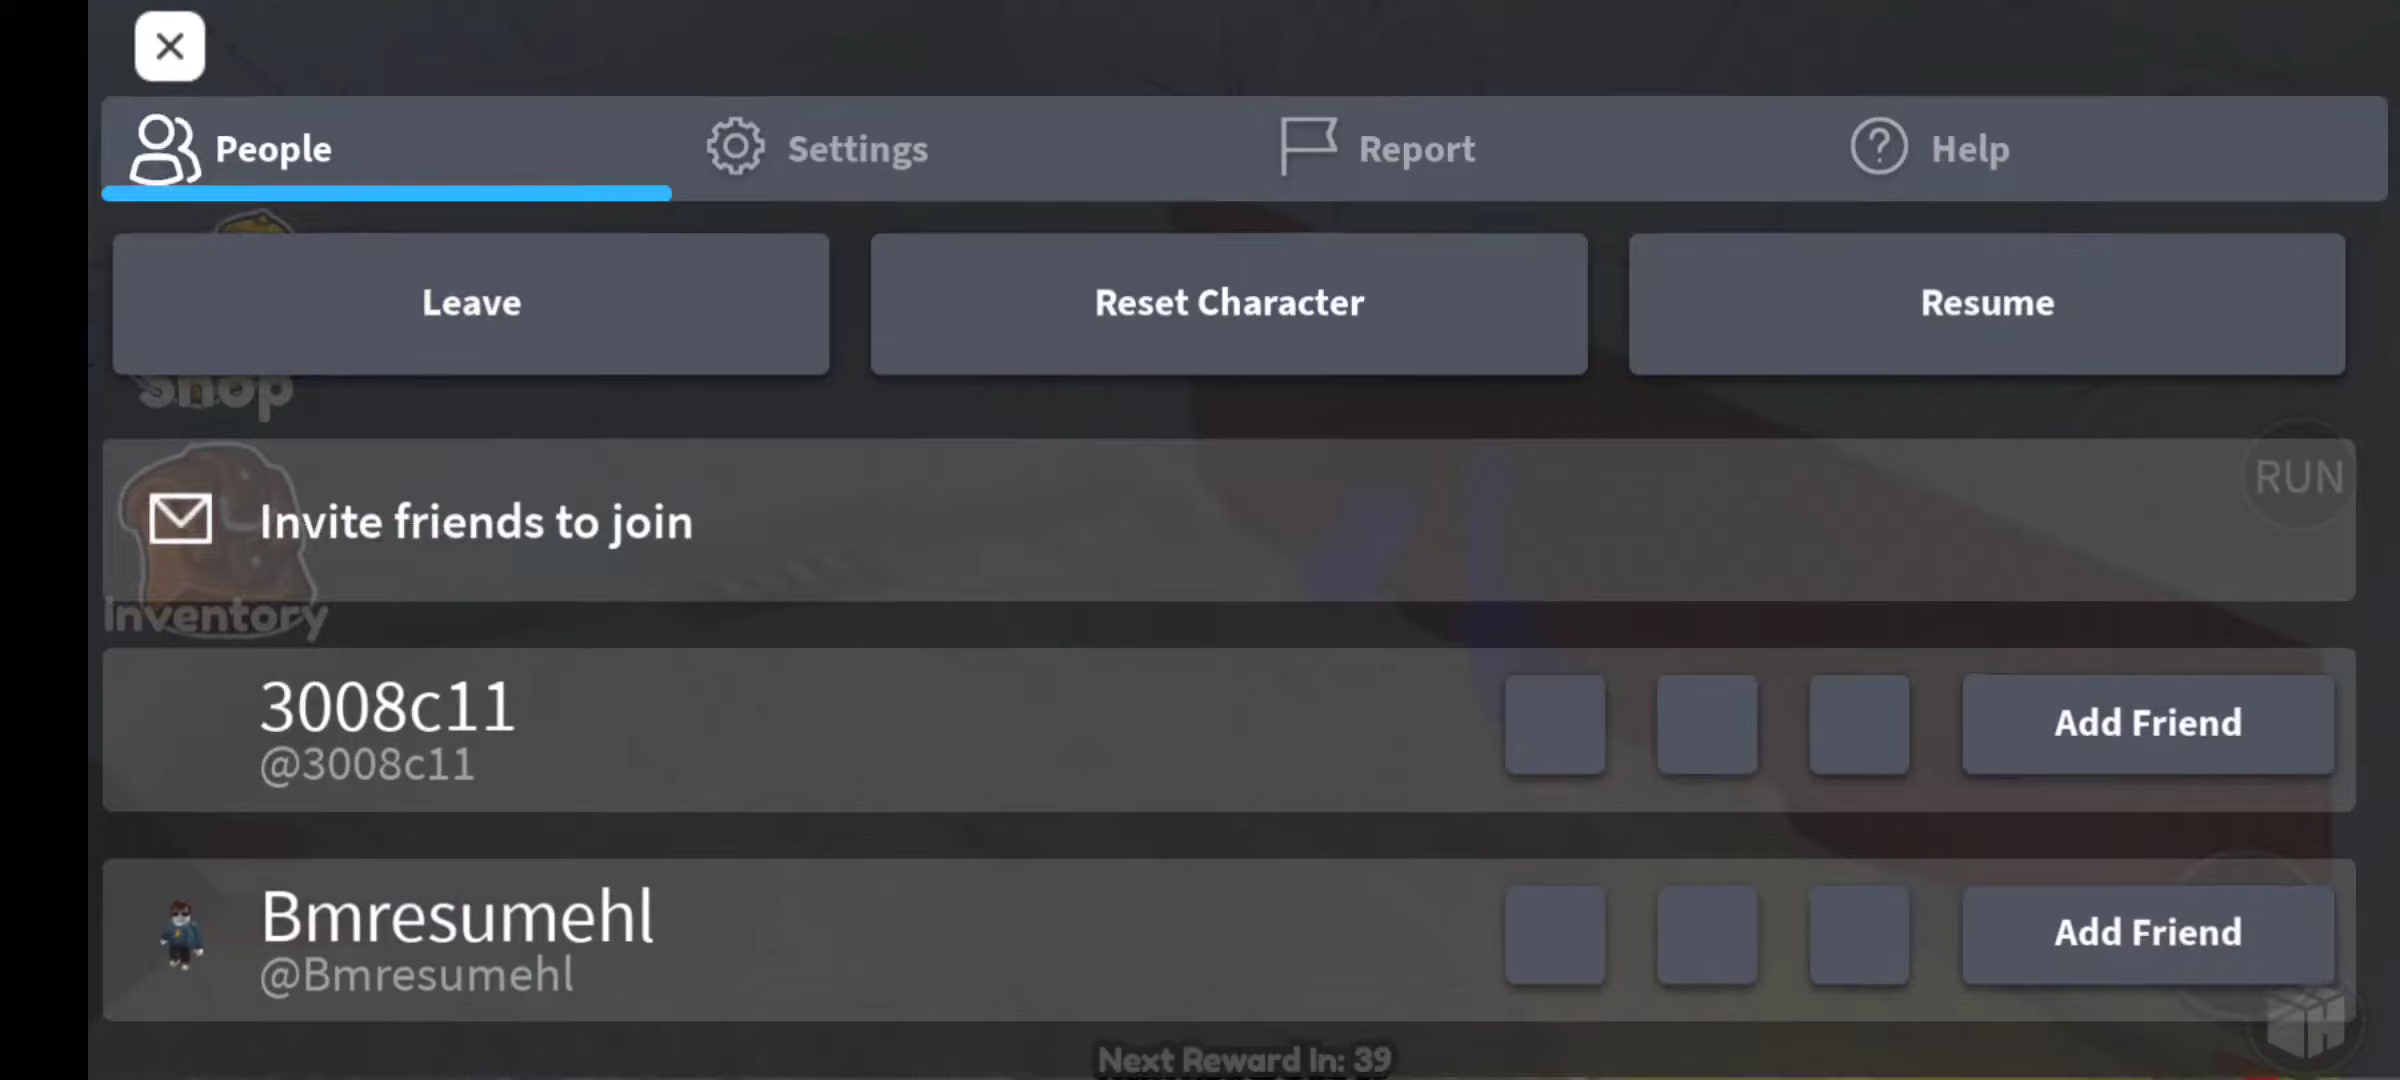 People
Settings
Report
Help
Leave
Reset Character
Resume
Shop
Invite friends to join
RUN
Inventory
3008c11
@3008c11
Add Friend
Bmresumehl
@Bmresumehl
Add Friend
Next Reward In: 39